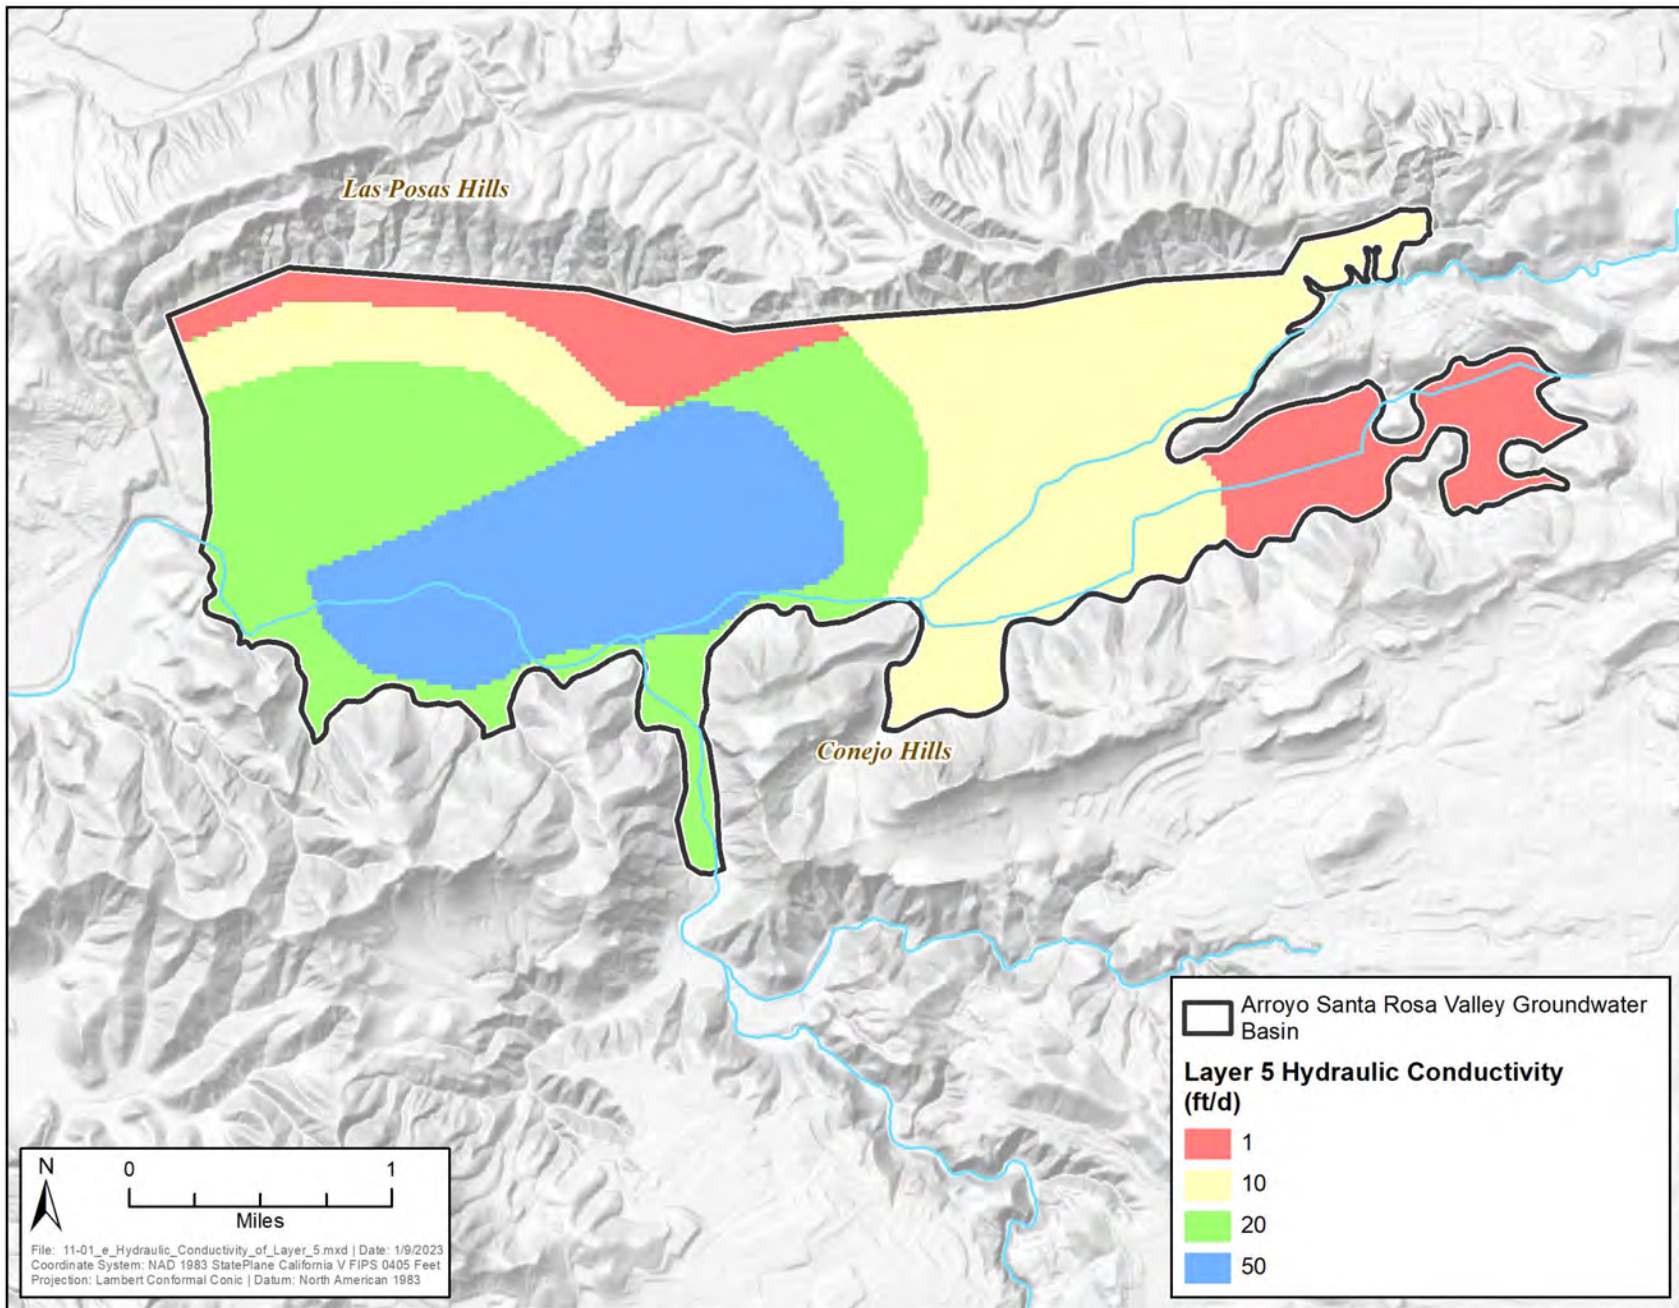 Las Posas Hills
Conejo Hills
Arroyo Santa Rosa Valley Groundwater
Basin
Layer 5 Hydraulic Conductivity
(ft/d)
1
10
20
50
N
0 1
Miles
File: 11-01_e_Hydraulic_Conductivity_of_Layer_5.mxd | Date: 1/9/2023
Coordinate System: NAD 1983 StatePlane California V FIPS 0405 Feet
Projection: Lambert Conformal Conic | Datum: North American 1983